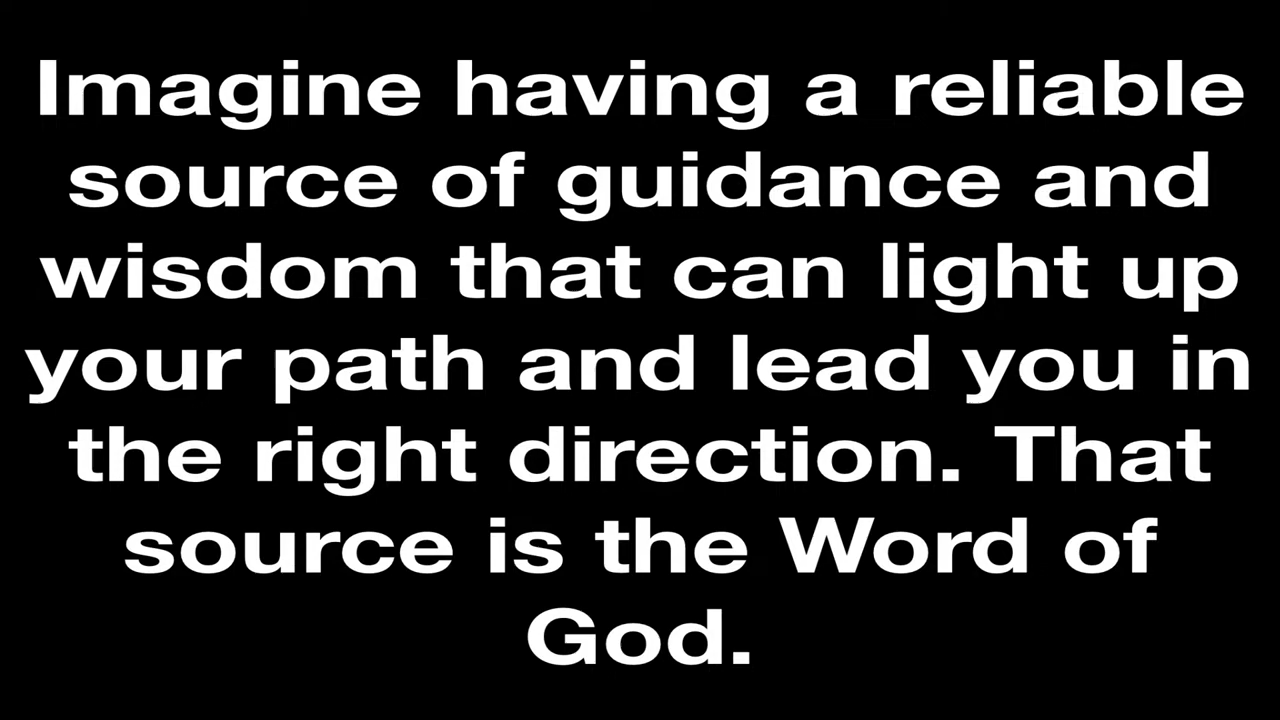 Imagine having a reliable
source of guidance and
wisdom that can light up
your path and lead you in
the right direction. That
source is the Word of
God.